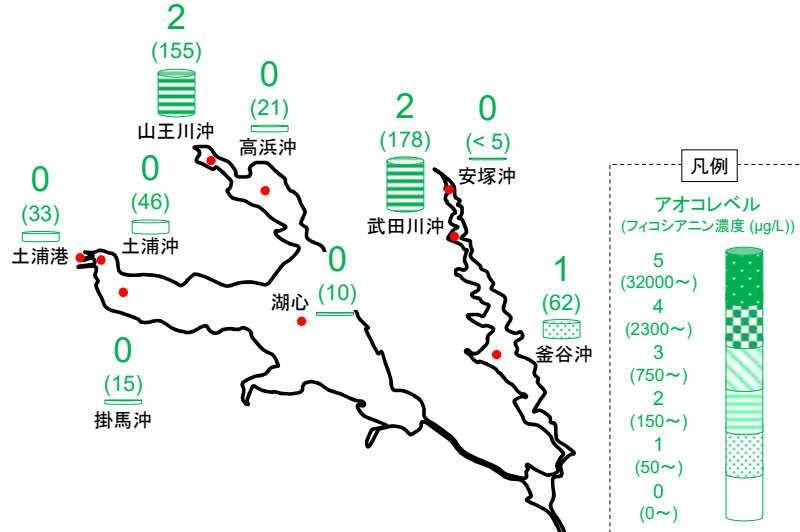 2
(155)
山王川沖
0
(21)
高浜沖
2
(178)
武田川沖
0
(< 5)
安塚沖
0
(33)
土浦港
0
(46)
土浦沖
0
(10)
湖心
1
(62)
釜谷沖
0
(15)
掛馬沖
凡例
アオコレベル
(フィコシアニン濃度 (μg/L))
5
(32000～)
4
(2300～)
3
(750～)
2
(150～)
1
(50～)
0
(0～)